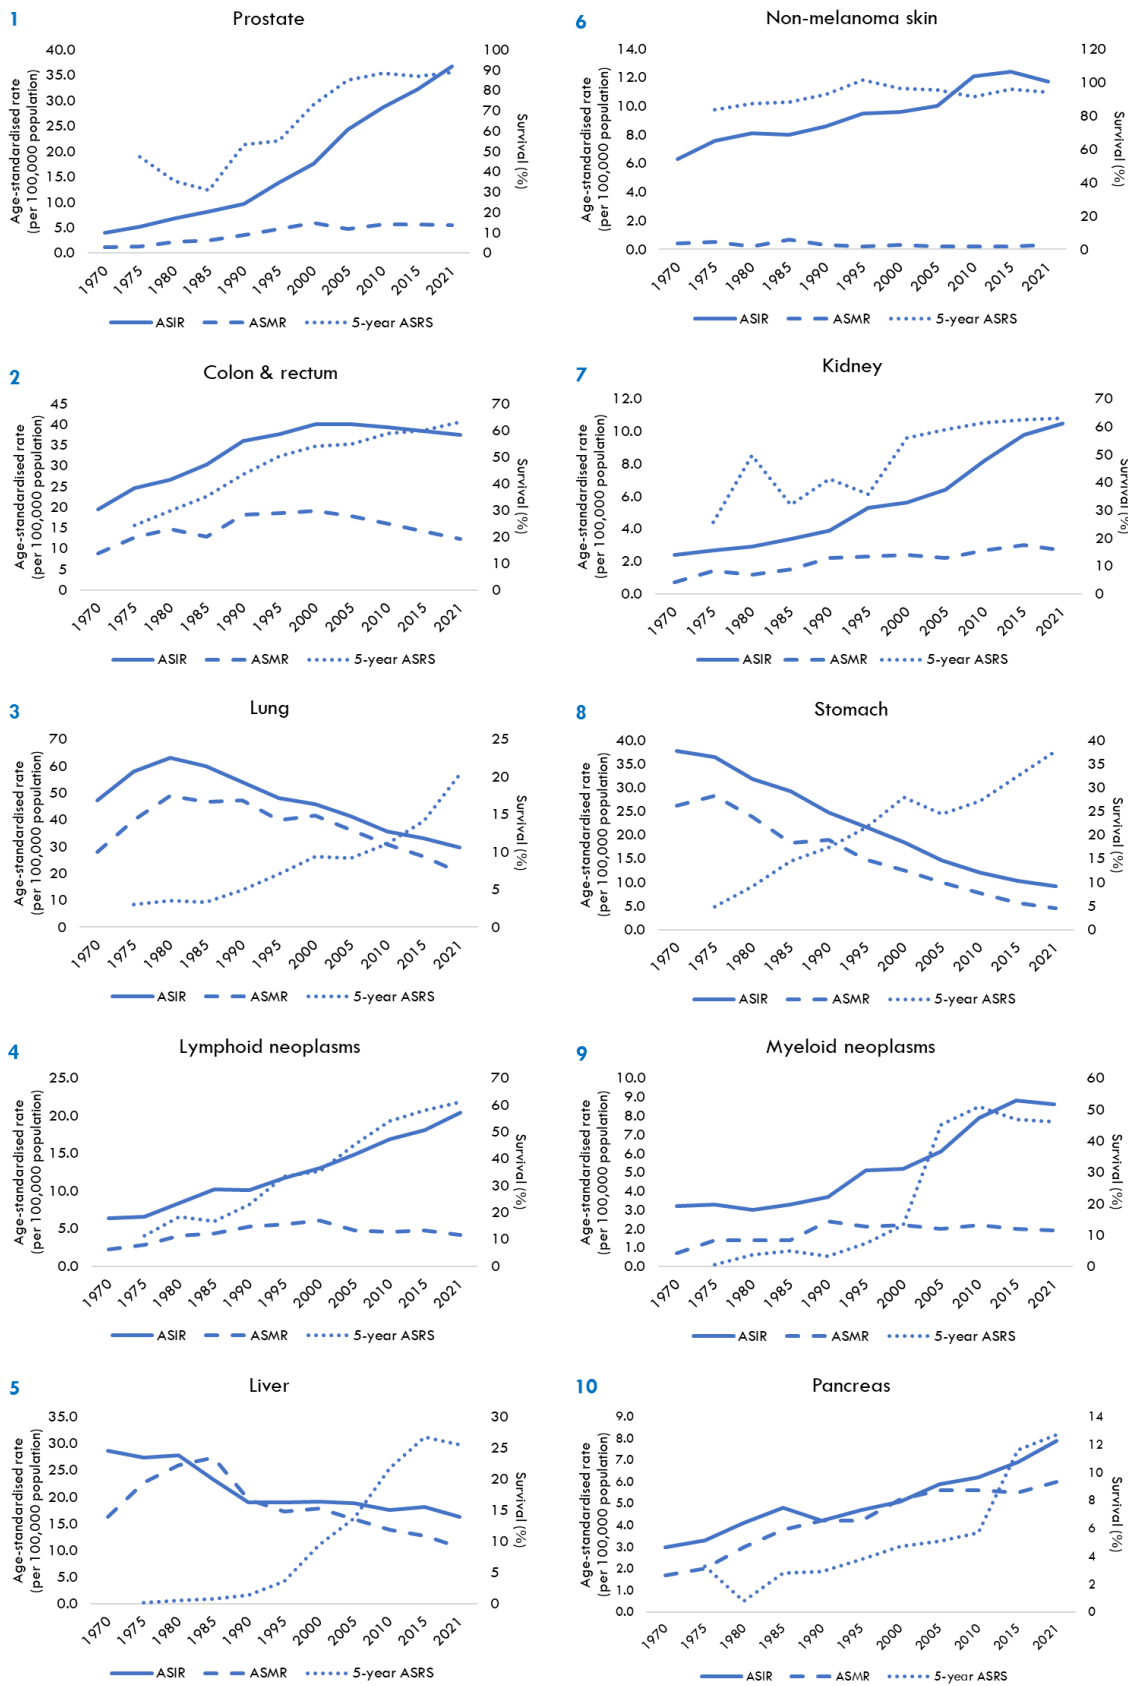 1
Prostate
40.0
35.0
30.0
25.0
20.0
15.0
10.0
5.0
0.0
100
90
80
70
60
50
40
30
20
10
0
Age-standardised rate
(per 100,000 population)
Survival (%)
1970 1975 1980 1985 1990 1995 2000 2005 2010 2015 2021
ASIR ASMR 5-year ASRS
6
Non-melanoma skin
14.0
12.0
10.0
8.0
6.0
4.0
2.0
0.0
120
100
80
60
40
20
0
Age-standardised rate
(per 100,000 population)
Survival (%)
1970 1975 1980 1985 1990 1995 2000 2005 2010 2015 2021
ASIR ASMR 5-year ASRS
2
Colon & rectum
45
40
35
30
25
20
15
10
5
0
70
60
50
40
30
20
10
0
Age-standardised rate
(per 100,000 population)
Survival (%)
1970 1975 1980 1985 1990 1995 2000 2005 2010 2015 2021
ASIR ASMR 5-year ASRS
7
Kidney
12.0
10.0
8.0
6.0
4.0
2.0
0.0
70
60
50
40
30
20
10
0
Age-standardised rate
(per 100,000 population)
Survival (%)
1970 1975 1980 1985 1990 1995 2000 2005 2010 2015 2021
ASIR ASMR 5-year ASRS
3
Lung
70
60
50
40
30
20
10
0
25
20
15
10
5
0
Age-standardised rate
(per 100,000 population)
Survival (%)
1970 1975 1980 1985 1990 1995 2000 2005 2010 2015 2021
ASIR ASMR 5-year ASRS
8
Stomach
40.0
35.0
30.0
25.0
20.0
15.0
10.0
5.0
0.0
40
35
30
25
20
15
10
5
0
Age-standardised rate
(per 100,000 population)
Survival (%)
1970 1975 1980 1985 1990 1995 2000 2005 2010 2015 2021
ASIR ASMR 5-year ASRS
4
Lymphoid neoplasms
25.0
20.0
15.0
10.0
5.0
0.0
70
60
50
40
30
20
10
0
Age-standardised rate
(per 100,000 population)
Survival (%)
1970 1975 1980 1985 1990 1995 2000 2005 2010 2015 2021
ASIR ASMR 5-year ASRS
9
Myeloid neoplasms
10.0
9.0
8.0
7.0
6.0
5.0
4.0
3.0
2.0
1.0
0.0
60
50
40
30
20
10
0
Age-standardised rate
(per 100,000 population)
Survival (%)
1970 1975 1980 1985 1990 1995 2000 2005 2010 2015 2021
ASIR ASMR 5-year ASRS
5
Liver
35.0
30.0
25.0
20.0
15.0
10.0
5.0
0.0
30
25
20
15
10
5
0
Age-standardised rate
(per 100,000 population)
Survival (%)
1970 1975 1980 1985 1990 1995 2000 2005 2010 2015 2021
ASIR ASMR 5-year ASRS
10
Pancreas
9.0
8.0
7.0
6.0
5.0
4.0
3.0
2.0
1.0
0.0
14
12
10
8
6
4
2
0
Age-standardised rate
(per 100,000 population)
Survival (%)
1970 1975 1980 1985 1990 1995 2000 2005 2010 2015 2021
ASIR ASMR 5-year ASRS